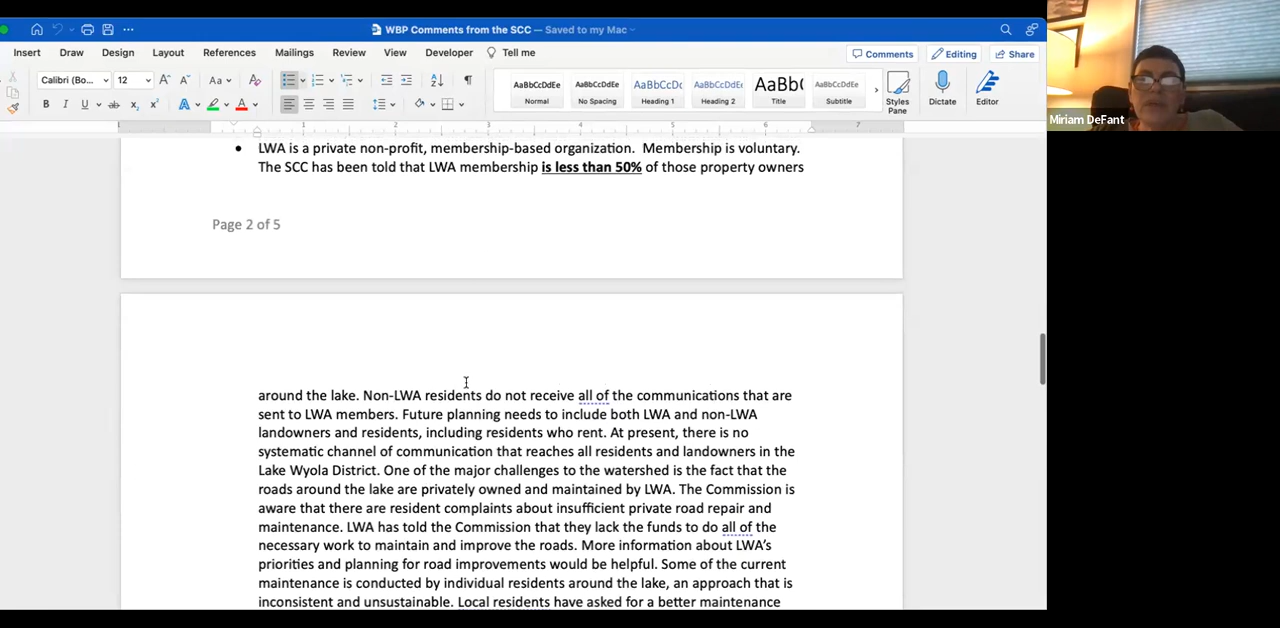 WBP Comments from the SCC — Saved to my Mac
Insert Draw Design Layout References Mailings Review View Developer Tell me
Comments Editing Share
Calibri (Bo... 12 A A Aa A
AaBbCcDdEe AaBbCcDdEe AaBbCcDc AaBbCcDdEe AaBb( AaBbCcDdEe
Normal No Spacing Heading 1 Heading 2 Title Subtitle
Styles Pane Dictate Editor
B I U ab x₂ x² A A
1 1 2 3 4 5 6 7
Miriam DeFant
• LWA is a private non-profit, membership-based organization. Membership is voluntary.
The SCC has been told that LWA membership is less than 50% of those property owners
Page 2 of 5
around the lake. Non-LWA residents do not receive all of the communications that are
sent to LWA members. Future planning needs to include both LWA and non-LWA
landowners and residents, including residents who rent. At present, there is no
systematic channel of communication that reaches all residents and landowners in the
Lake Wyola District. One of the major challenges to the watershed is the fact that the
roads around the lake are privately owned and maintained by LWA. The Commission is
aware that there are resident complaints about insufficient private road repair and
maintenance. LWA has told the Commission that they lack the funds to do all of the
necessary work to maintain and improve the roads. More information about LWA's
priorities and planning for road improvements would be helpful. Some of the current
maintenance is conducted by individual residents around the lake, an approach that is
inconsistent and unsustainable. Local residents have asked for a better maintenance